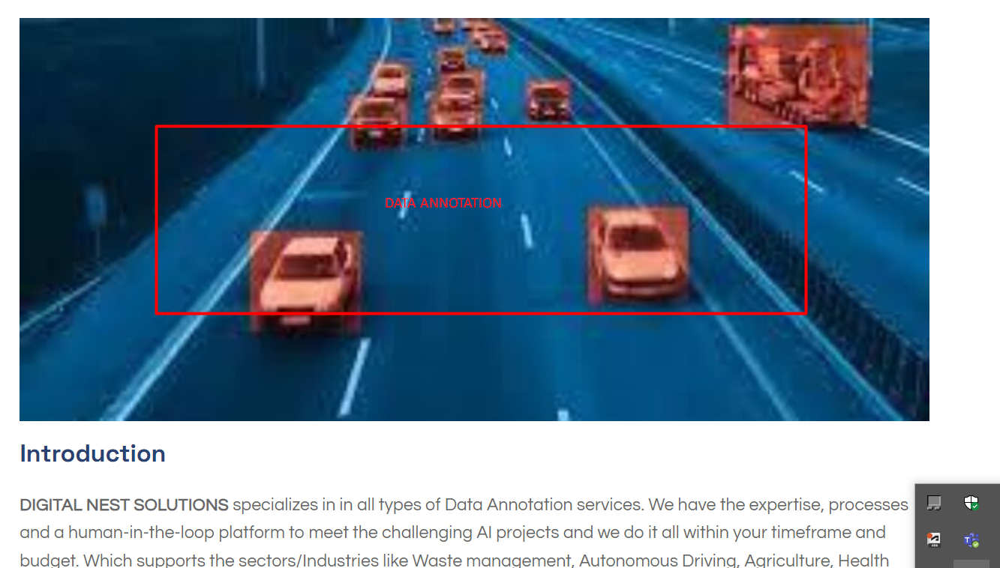 DATA ANNOTATION
Introduction
DIGITAL NEST SOLUTIONS specializes in in all types of Data Annotation services. We have the expertise, processes
and a human-in-the-loop platform to meet the challenging AI projects and we do it all within your timeframe and
budget. Which supports the sectors/Industries like Waste management, Autonomous Driving, Agriculture, Health